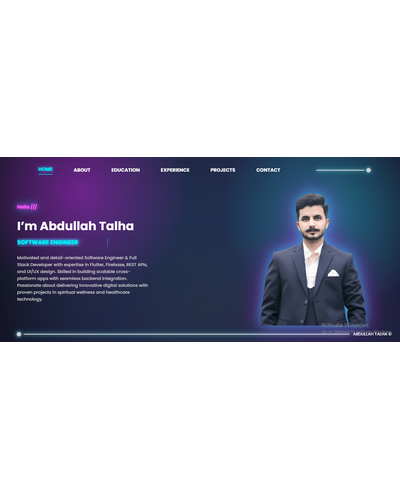 HOME ABOUT EDUCATION EXPERIENCE PROJECTS CONTACT
Hello ///
I'm Abdullah Talha
SOFTWARE ENGINEER
Motivated and detail-oriented Software Engineer & Full
Stack Developer with expertise in Flutter, Firebase, REST APIs,
and UI/UX design. Skilled in building scalable cross-
platform apps with seamless backend integration.
Passionate about delivering innovative digital solutions with
proven projects in spiritual wellness and healthcare
technology.
Activate Windows
ABDULLAH TALHA ©